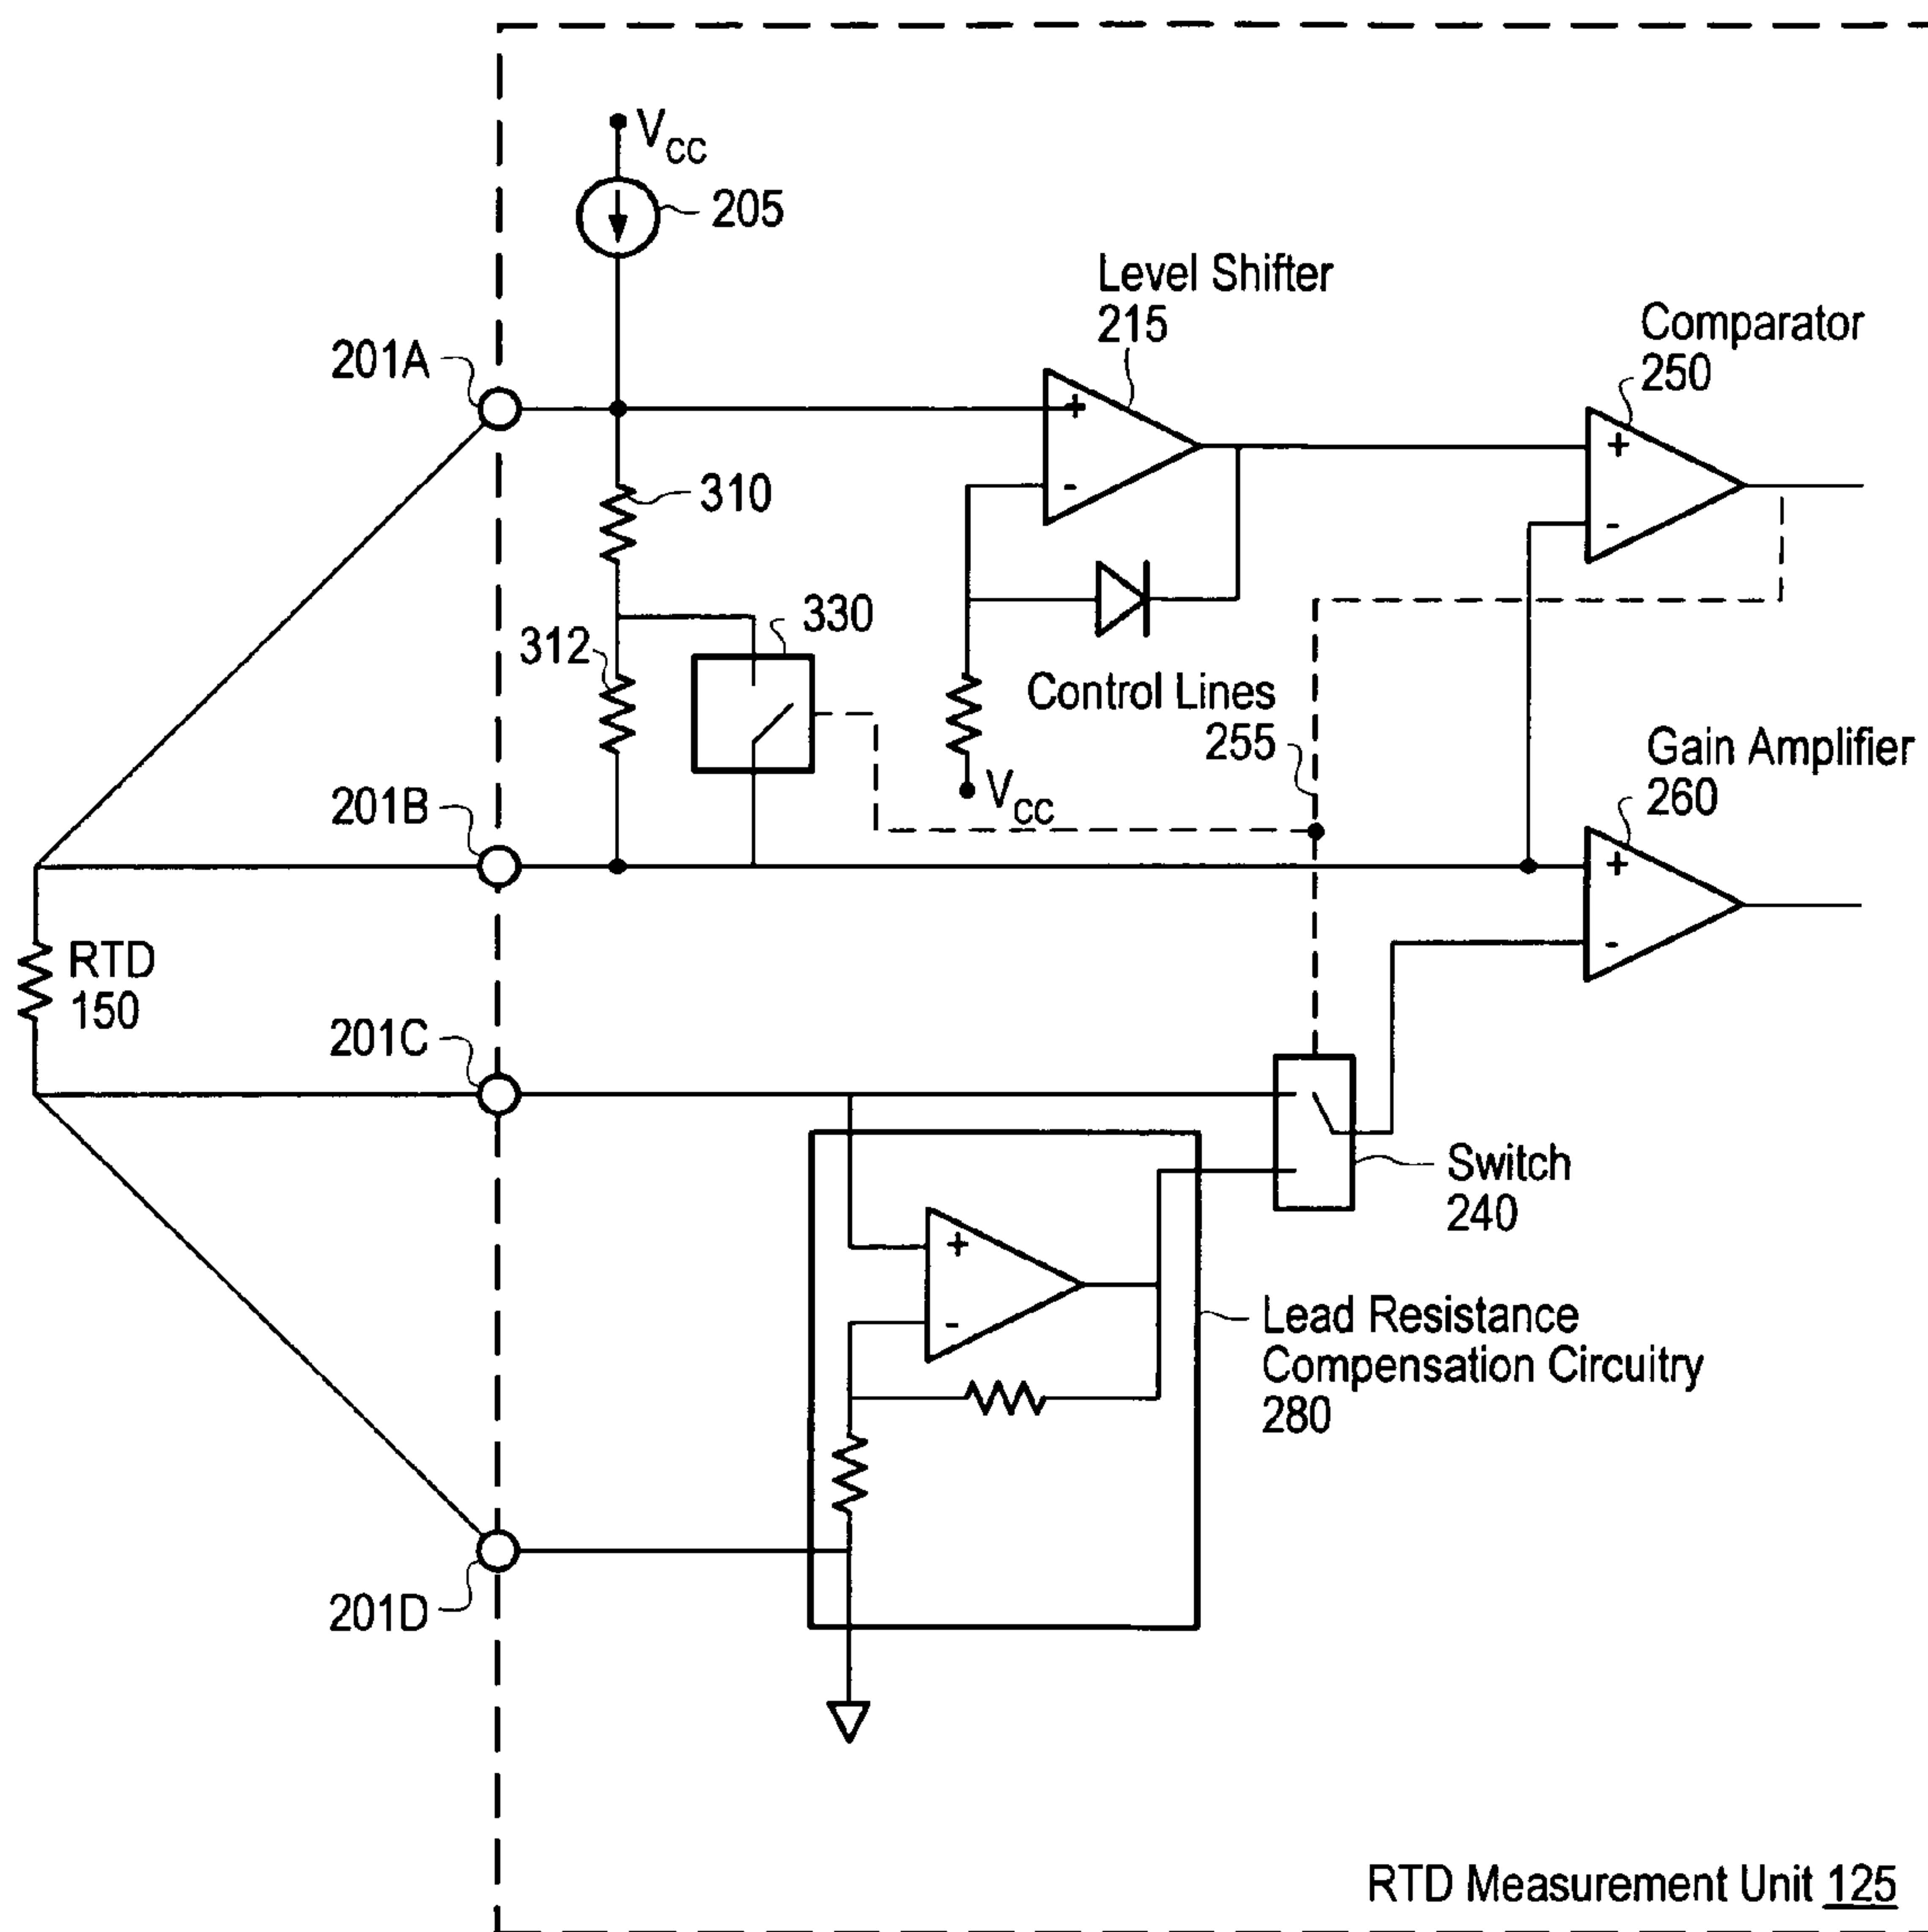 VCC
205
Level Shifter
215
Comparator
250
201A
+
-
310
+
-
330
312
Control Lines
255
VCC
Gain Amplifier
260
201B
+
-
RTD
150
201C
Switch
240
+
-
Lead Resistance
Compensation Circuitry
280
201D
RTD Measurement Unit 125